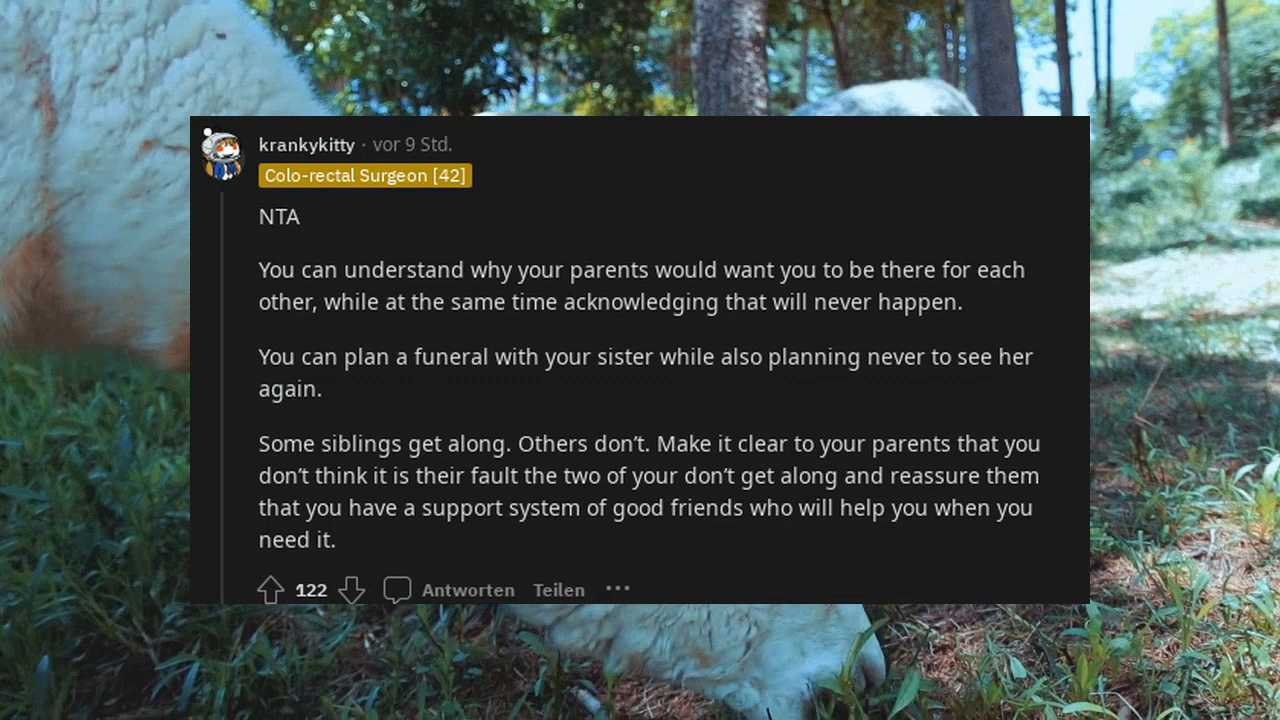 krankykitty · vor 9 Std.
Colo-rectal Surgeon [42]
NTA
You can understand why your parents would want you to be there for each
other, while at the same time acknowledging that will never happen.
You can plan a funeral with your sister while also planning never to see her
again.
Some siblings get along. Others don't. Make it clear to your parents that you
don't think it is their fault the two of your don't get along and reassure them
that you have a support system of good friends who will help you when you
need it.
122 Antworten Teilen ···